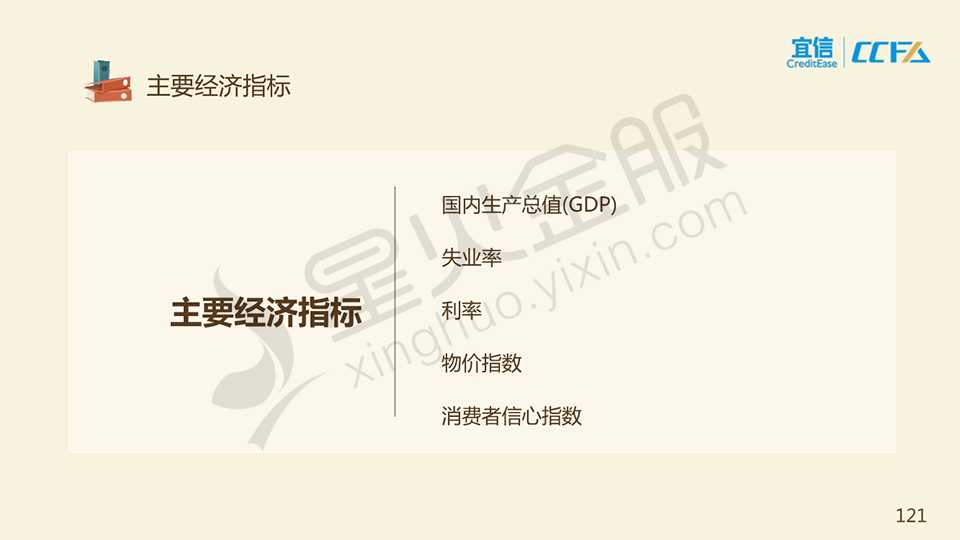 宜信
CreditEase
CCFA
主要经济指标
主要经济指标
国内生产总值(GDP)
失业率
利率
物价指数
消费者信心指数
星火金服
xinghuo.yixin.com
121